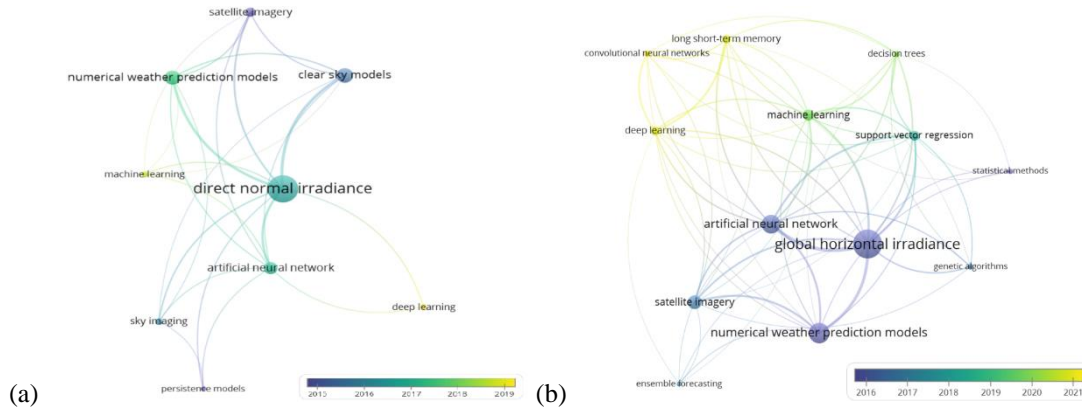 satellite imagery
numerical weather prediction models
clear sky models
machine learning
direct normal irradiance
artificial neural network
deep learning
sky imaging
persistence models
2015 2016 2017 2018 2019
(a)
long short-term memory
convolutional neural networks
decision trees
machine learning
deep learning
support vector regression
statistical methods
artificial neural network
global horizontal irradiance
genetic algorithms
satellite imagery
numerical weather prediction models
ensemble forecasting
2016 2017 2018 2019 2020 2021
(b)